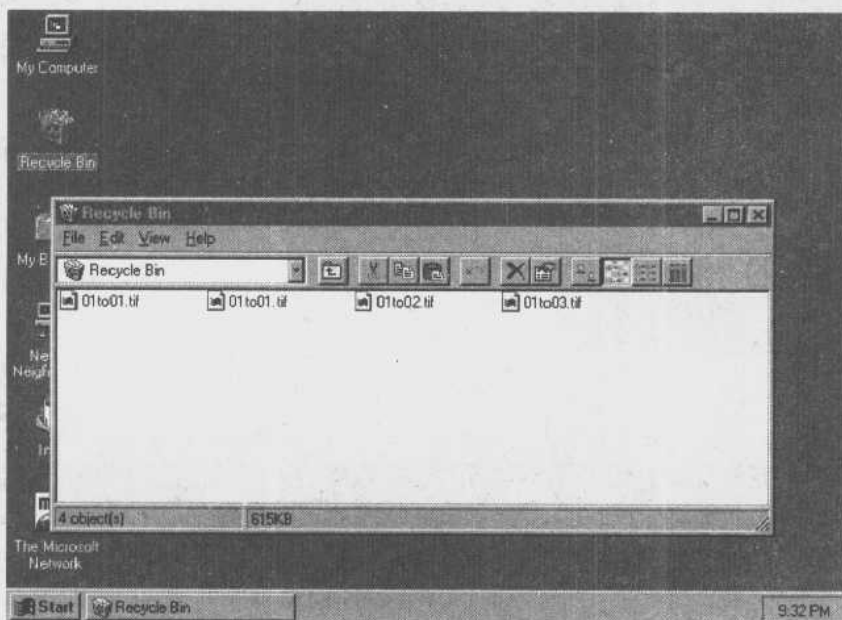 My Computer
Recycle Bin
Recycle Bin
File Edit View Help
My B
Recycle Bin
01to01.tif 01to01.tif 01to02.tif 01to03.tif
Ne
Neigh
In
4 object(s) 615KB
The Microsoft
Network
Start Recycle Bin 9:32 PM